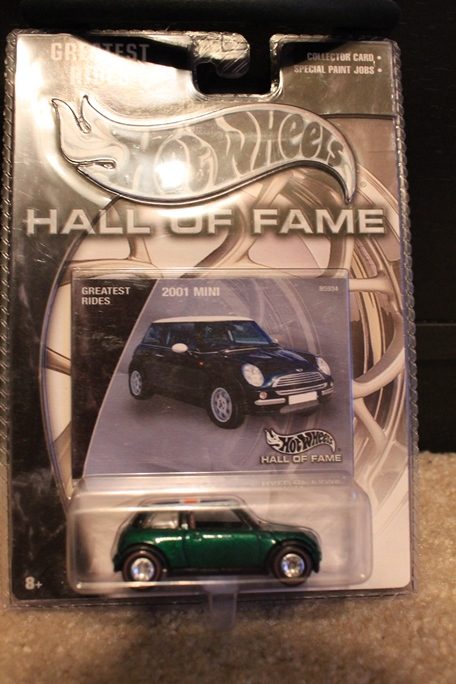 GREATEST
RIDES
COLLECTOR CARD •
SPECIAL PAINT JOBS •
Hot Wheels
HALL OF FAME
GREATEST
RIDES
2001 MINI
Hot Wheels
HALL OF FAME
8+